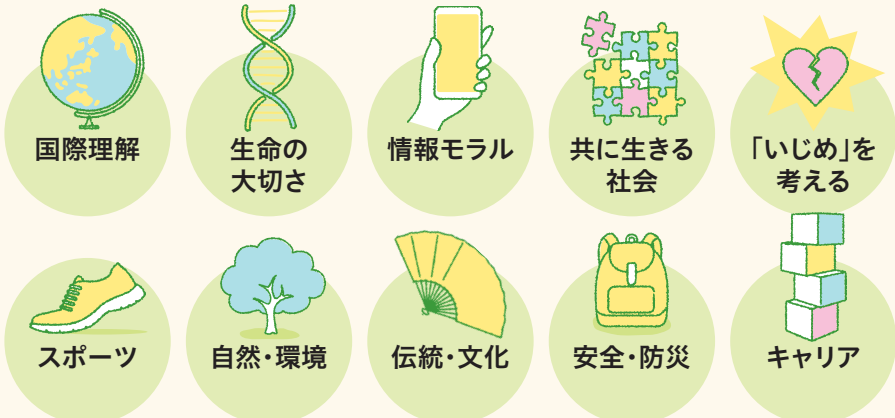 国際理解
生命の
大切さ
情報モラル
共に生きる
社会
「いじめ」を
考える
スポーツ
自然・環境
伝統・文化
安全・防災
キャリア